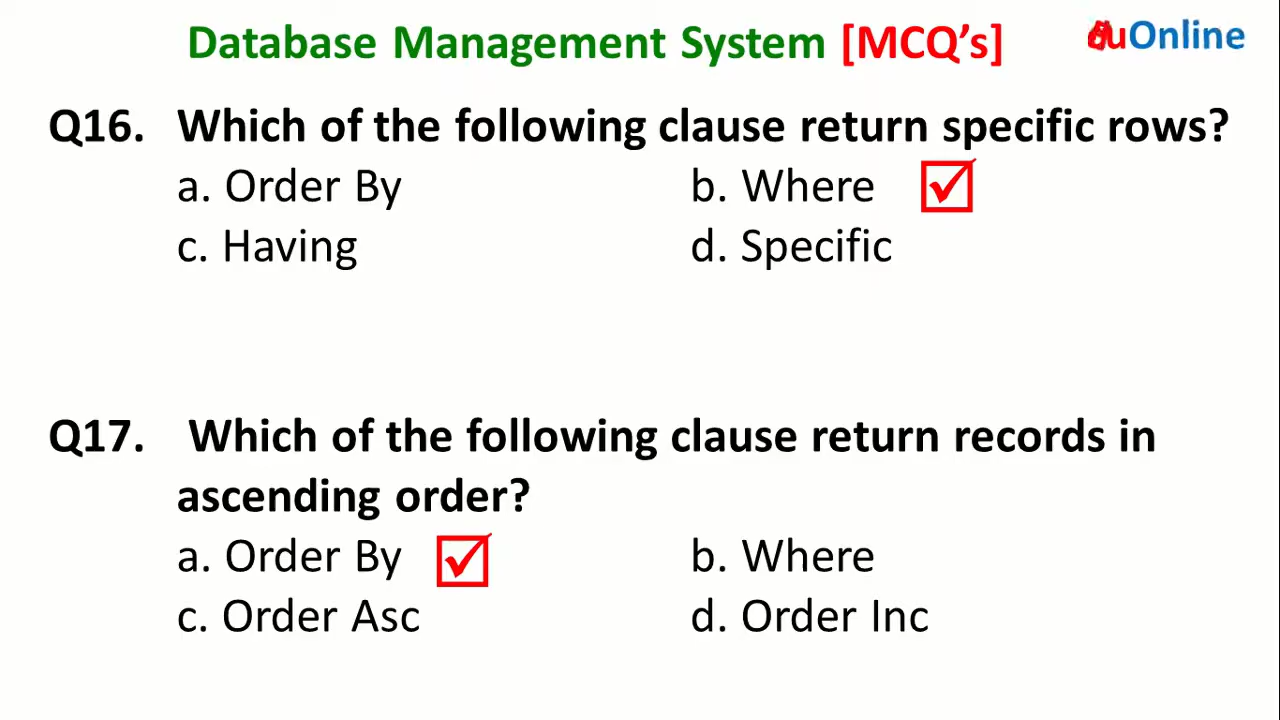 Database Management System [MCQ's]
Online
Q16. Which of the following clause return specific rows?
a. Order By b. Where
c. Having d. Specific
Q17. Which of the following clause return records in
ascending order?
a. Order By b. Where
c. Order Asc d. Order Inc